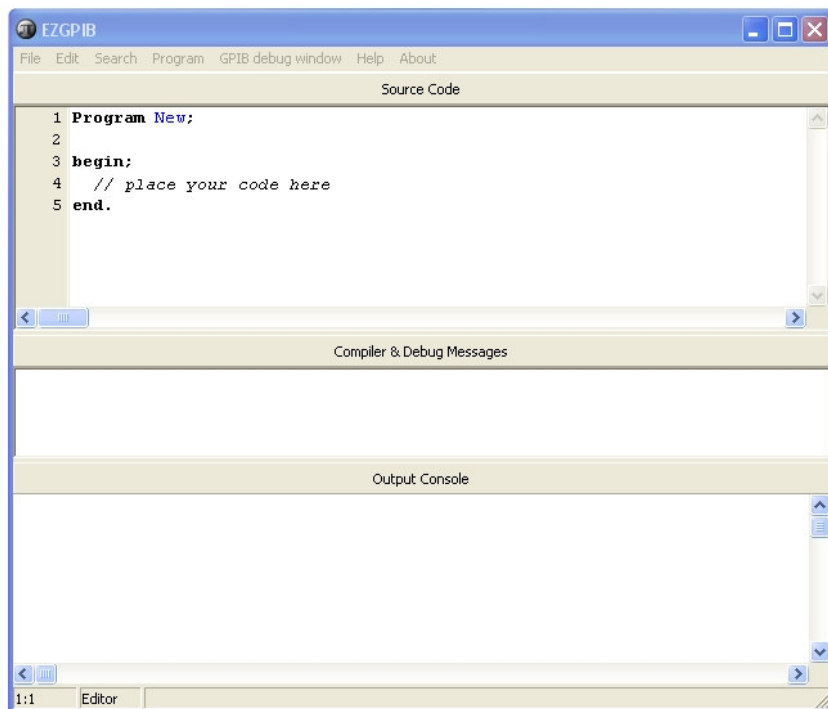 EZGPIB
File Edit Search Program GPIB debug window Help About
Source Code
1 Program New;
2
3 begin;
4 // place your code here
5 end.
Compiler & Debug Messages
Output Console
1:1 Editor